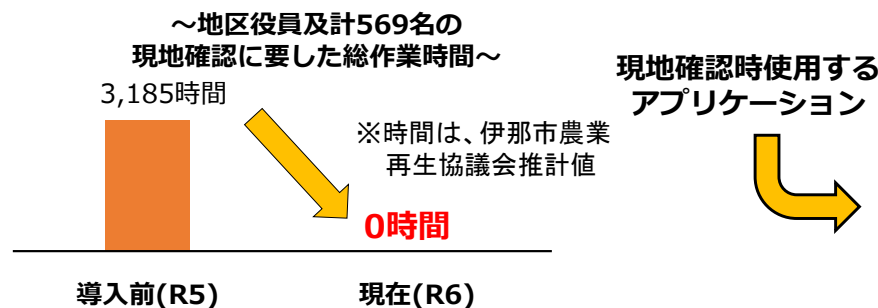 ～地区役員及計569名の
現地確認に要した総作業時間～
3,185時間
※時間は、伊那市農業
再生協議会推計値
0時間
導入前(R5)
現在(R6)
現地確認時使用する
アプリケーション